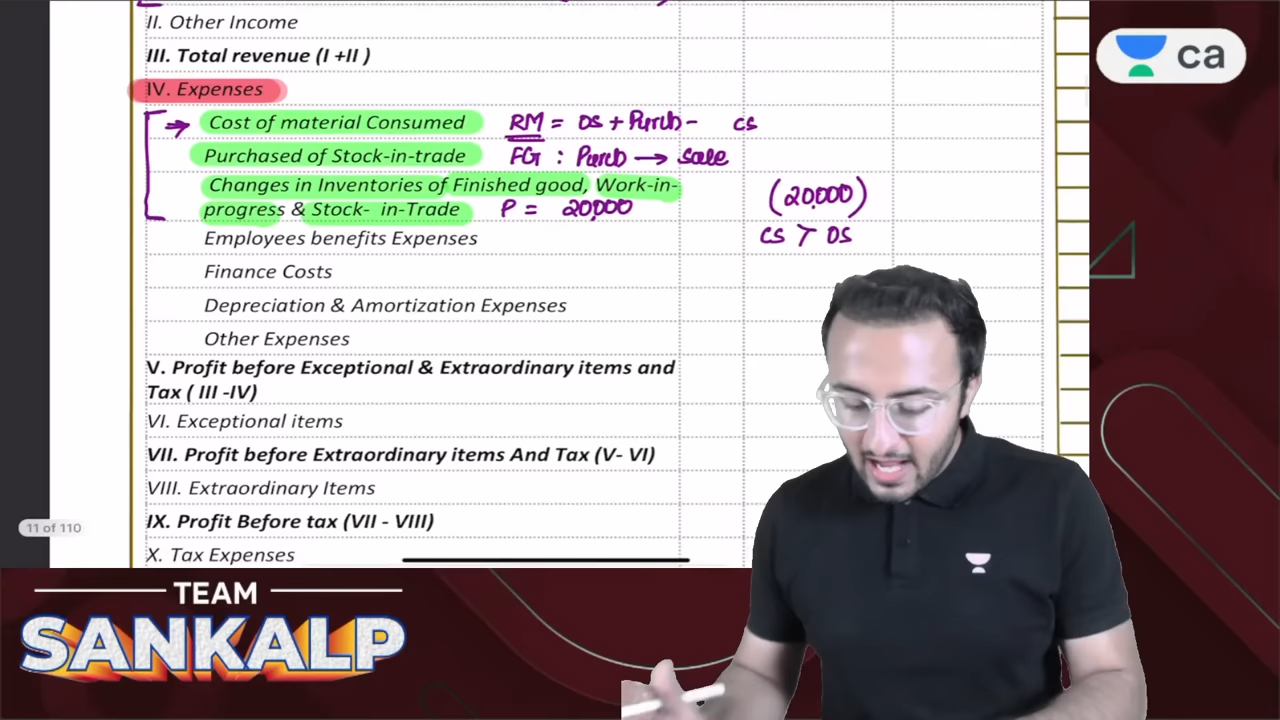 II. Other Income
III. Total revenue (I +II )
IV. Expenses
Cost of material Consumed RM = OS + Purch - CS
Purchased of Stock-in-trade FG : Purch → sale
Changes in Inventories of Finished good, Work-in-
progress & Stock- in-Trade P = 20,000 (20,000)
Employees benefits Expenses CS > OS
Finance Costs
Depreciation & Amortization Expenses
Other Expenses
V. Profit before Exceptional & Extraordinary items and
Tax ( III -IV)
VI. Exceptional items
VII. Profit before Extraordinary items And Tax (V- VI)
VIII. Extraordinary Items
IX. Profit Before tax (VII - VIII)
X. Tax Expenses
11 of 110
ca
TEAM
SANKALP